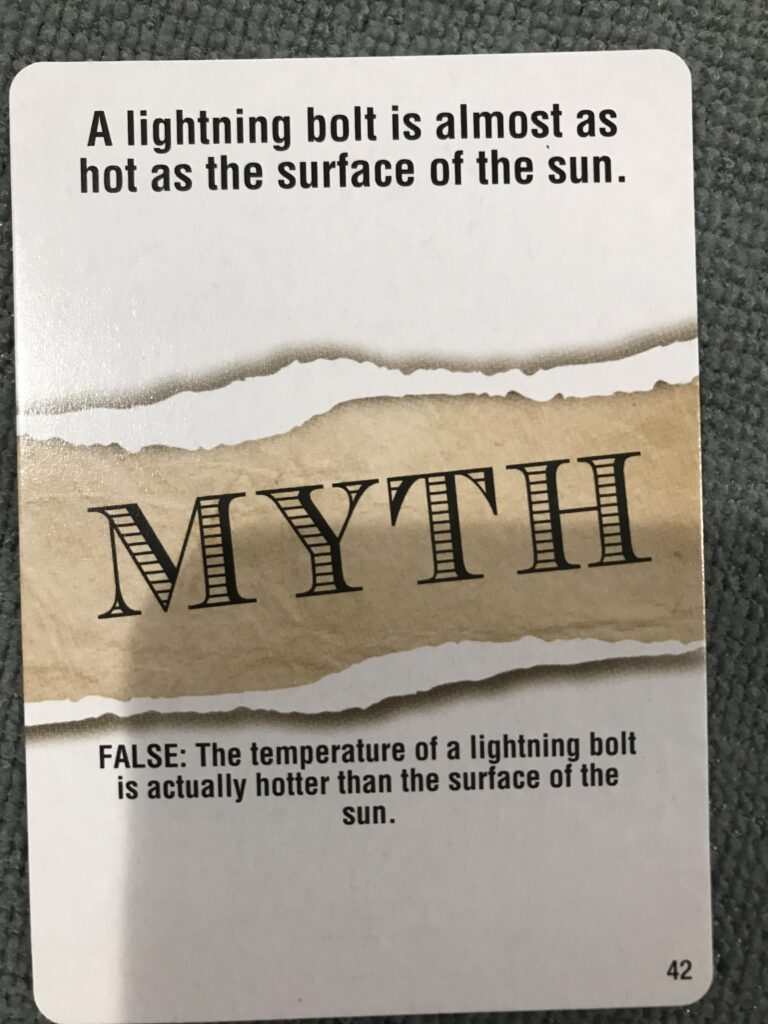 A lightning bolt is almost as
hot as the surface of the sun.
MYTH
FALSE: The temperature of a lightning bolt
is actually hotter than the surface of the
sun.
42